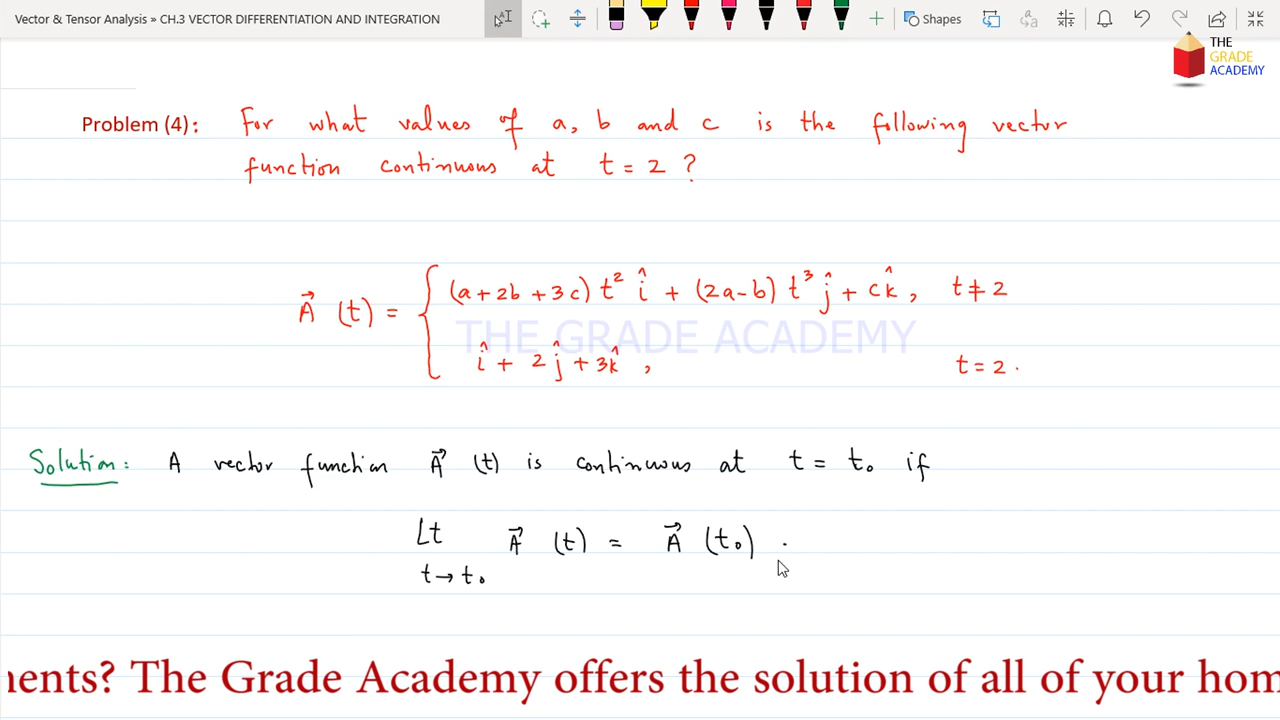 Vector & Tensor Analysis » CH.3 VECTOR DIFFERENTIATION AND INTEGRATION
Shapes
THE
GRADE
ACADEMY
Problem (4): For what values of a, b and c is the following vector
function continuous at t = 2 ?
A⃗ (t) = { (a+2b+3c) t² î + (2a-b) t³ ĵ + ck̂ , t ≠ 2
THE GRADE ACADEMY
î + 2ĵ + 3k̂ , t = 2 .
Solution: A vector function A⃗ (t) is continuous at t = t₀ if
Lt A⃗ (t) = A⃗ (t₀) .
t → t₀
ments? The Grade Academy offers the solution of all of your hom